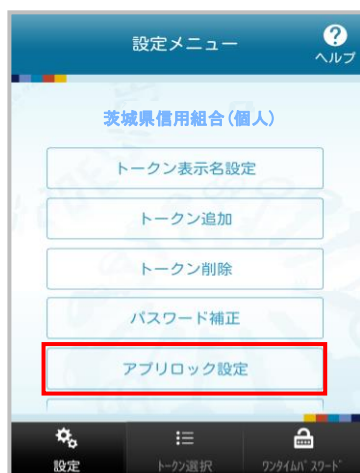 設定メニュー
?
ヘルプ
茨城県信用組合(個人)
トークン表示名設定
トークン追加
トークン削除
パスワード補正
アプリロック設定
設定
トークン選択
ワンタイムパスワード